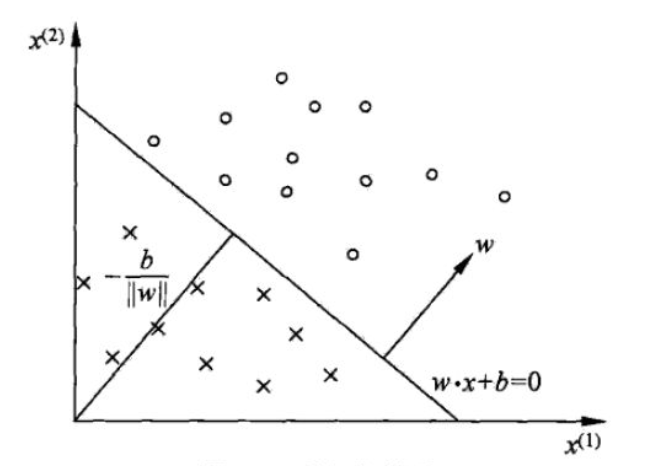 x(2)
w
-b/||w||
w·x+b=0
x(1)